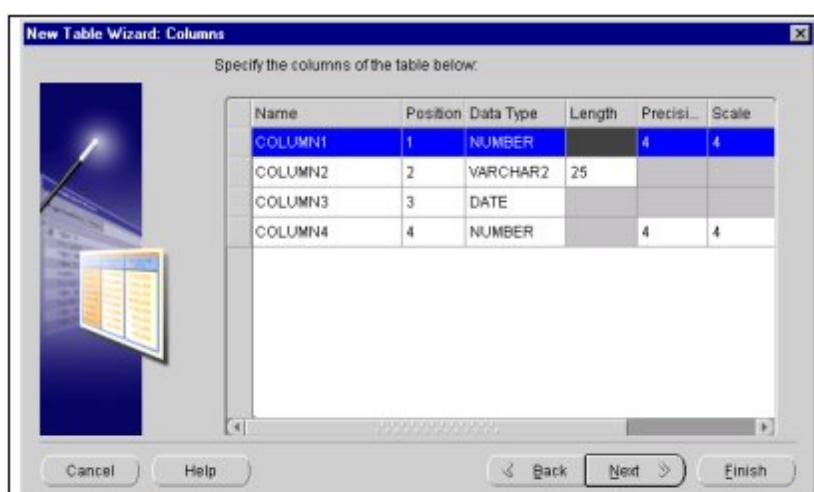 New Table Wizard: Columns
Specify the columns of the table below:
Name Position Data Type Length Precisi... Scale
COLUMN1 1 NUMBER 4 4
COLUMN2 2 VARCHAR2 25
COLUMN3 3 DATE
COLUMN4 4 NUMBER 4 4
Cancel Help Back Next Finish